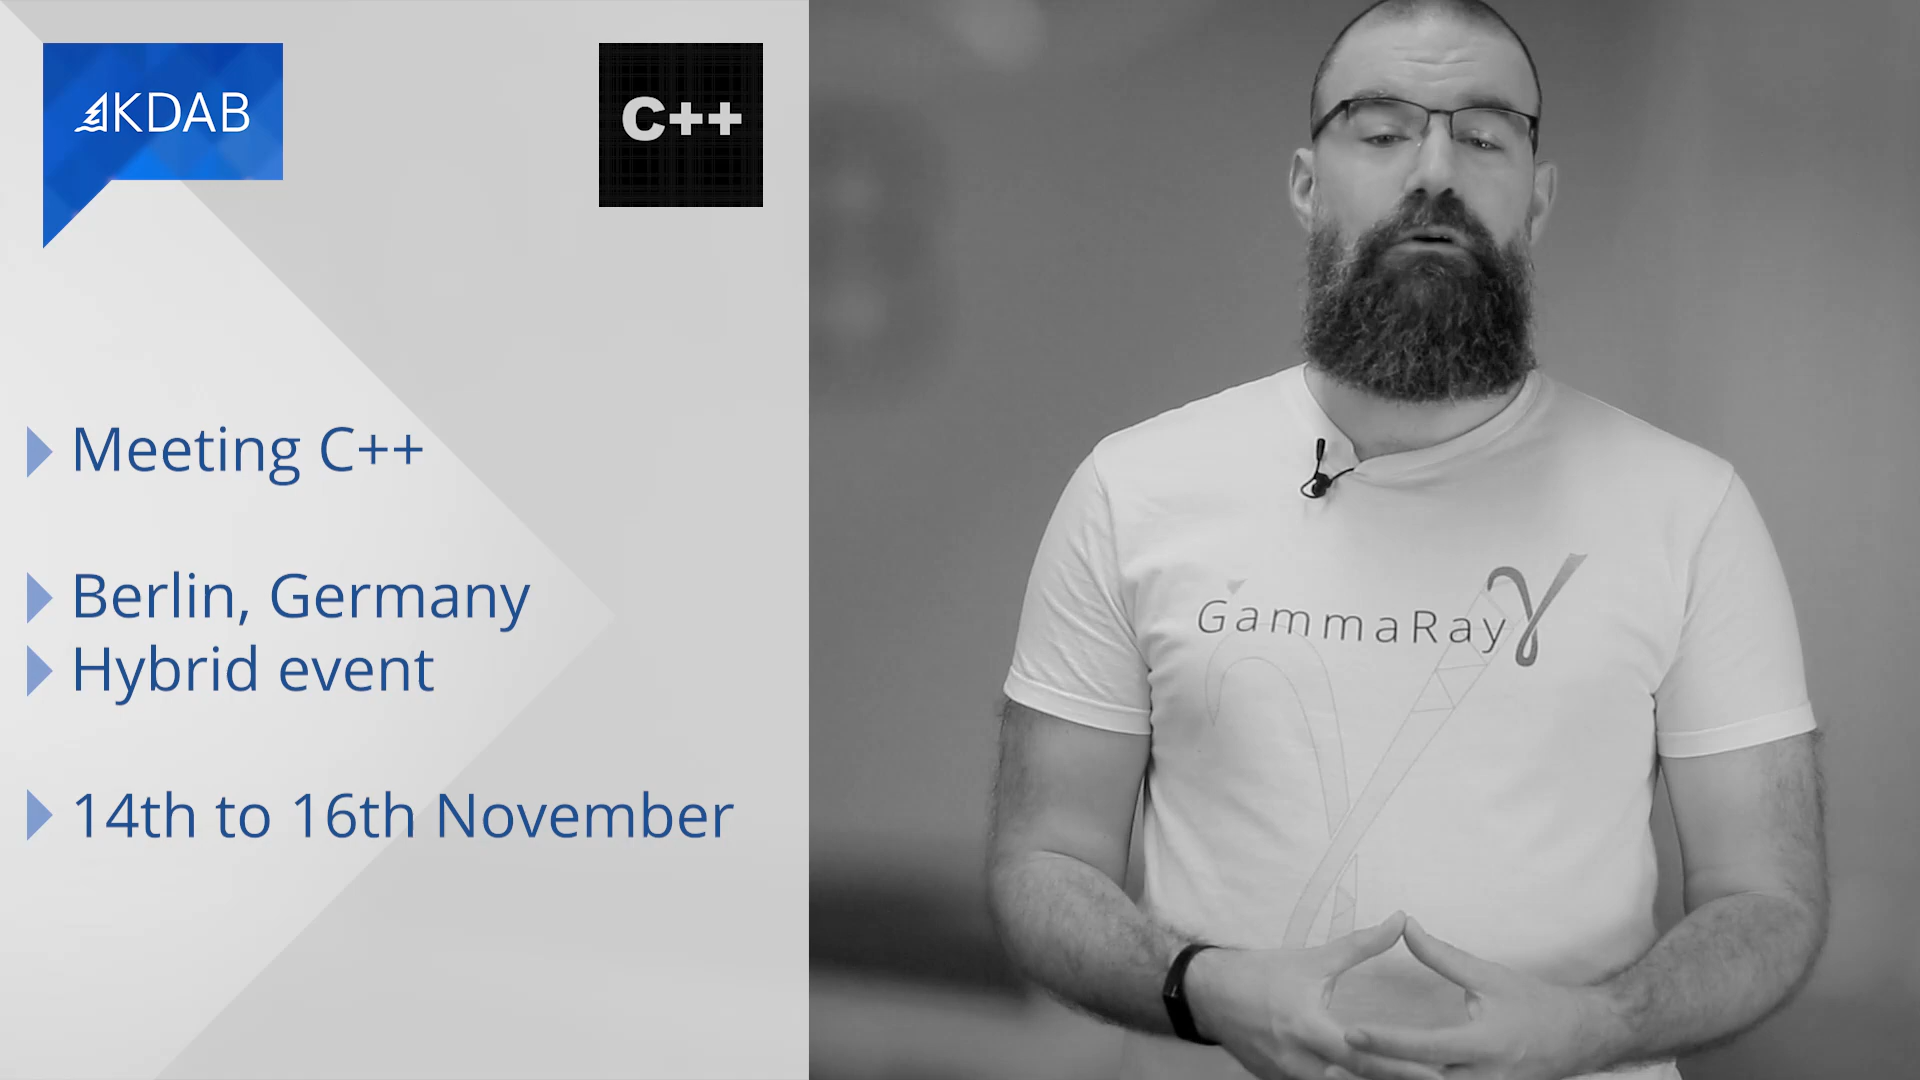 KDAB
C++
Meeting C++
Berlin, Germany
Hybrid event
14th to 16th November
GammaRay γ